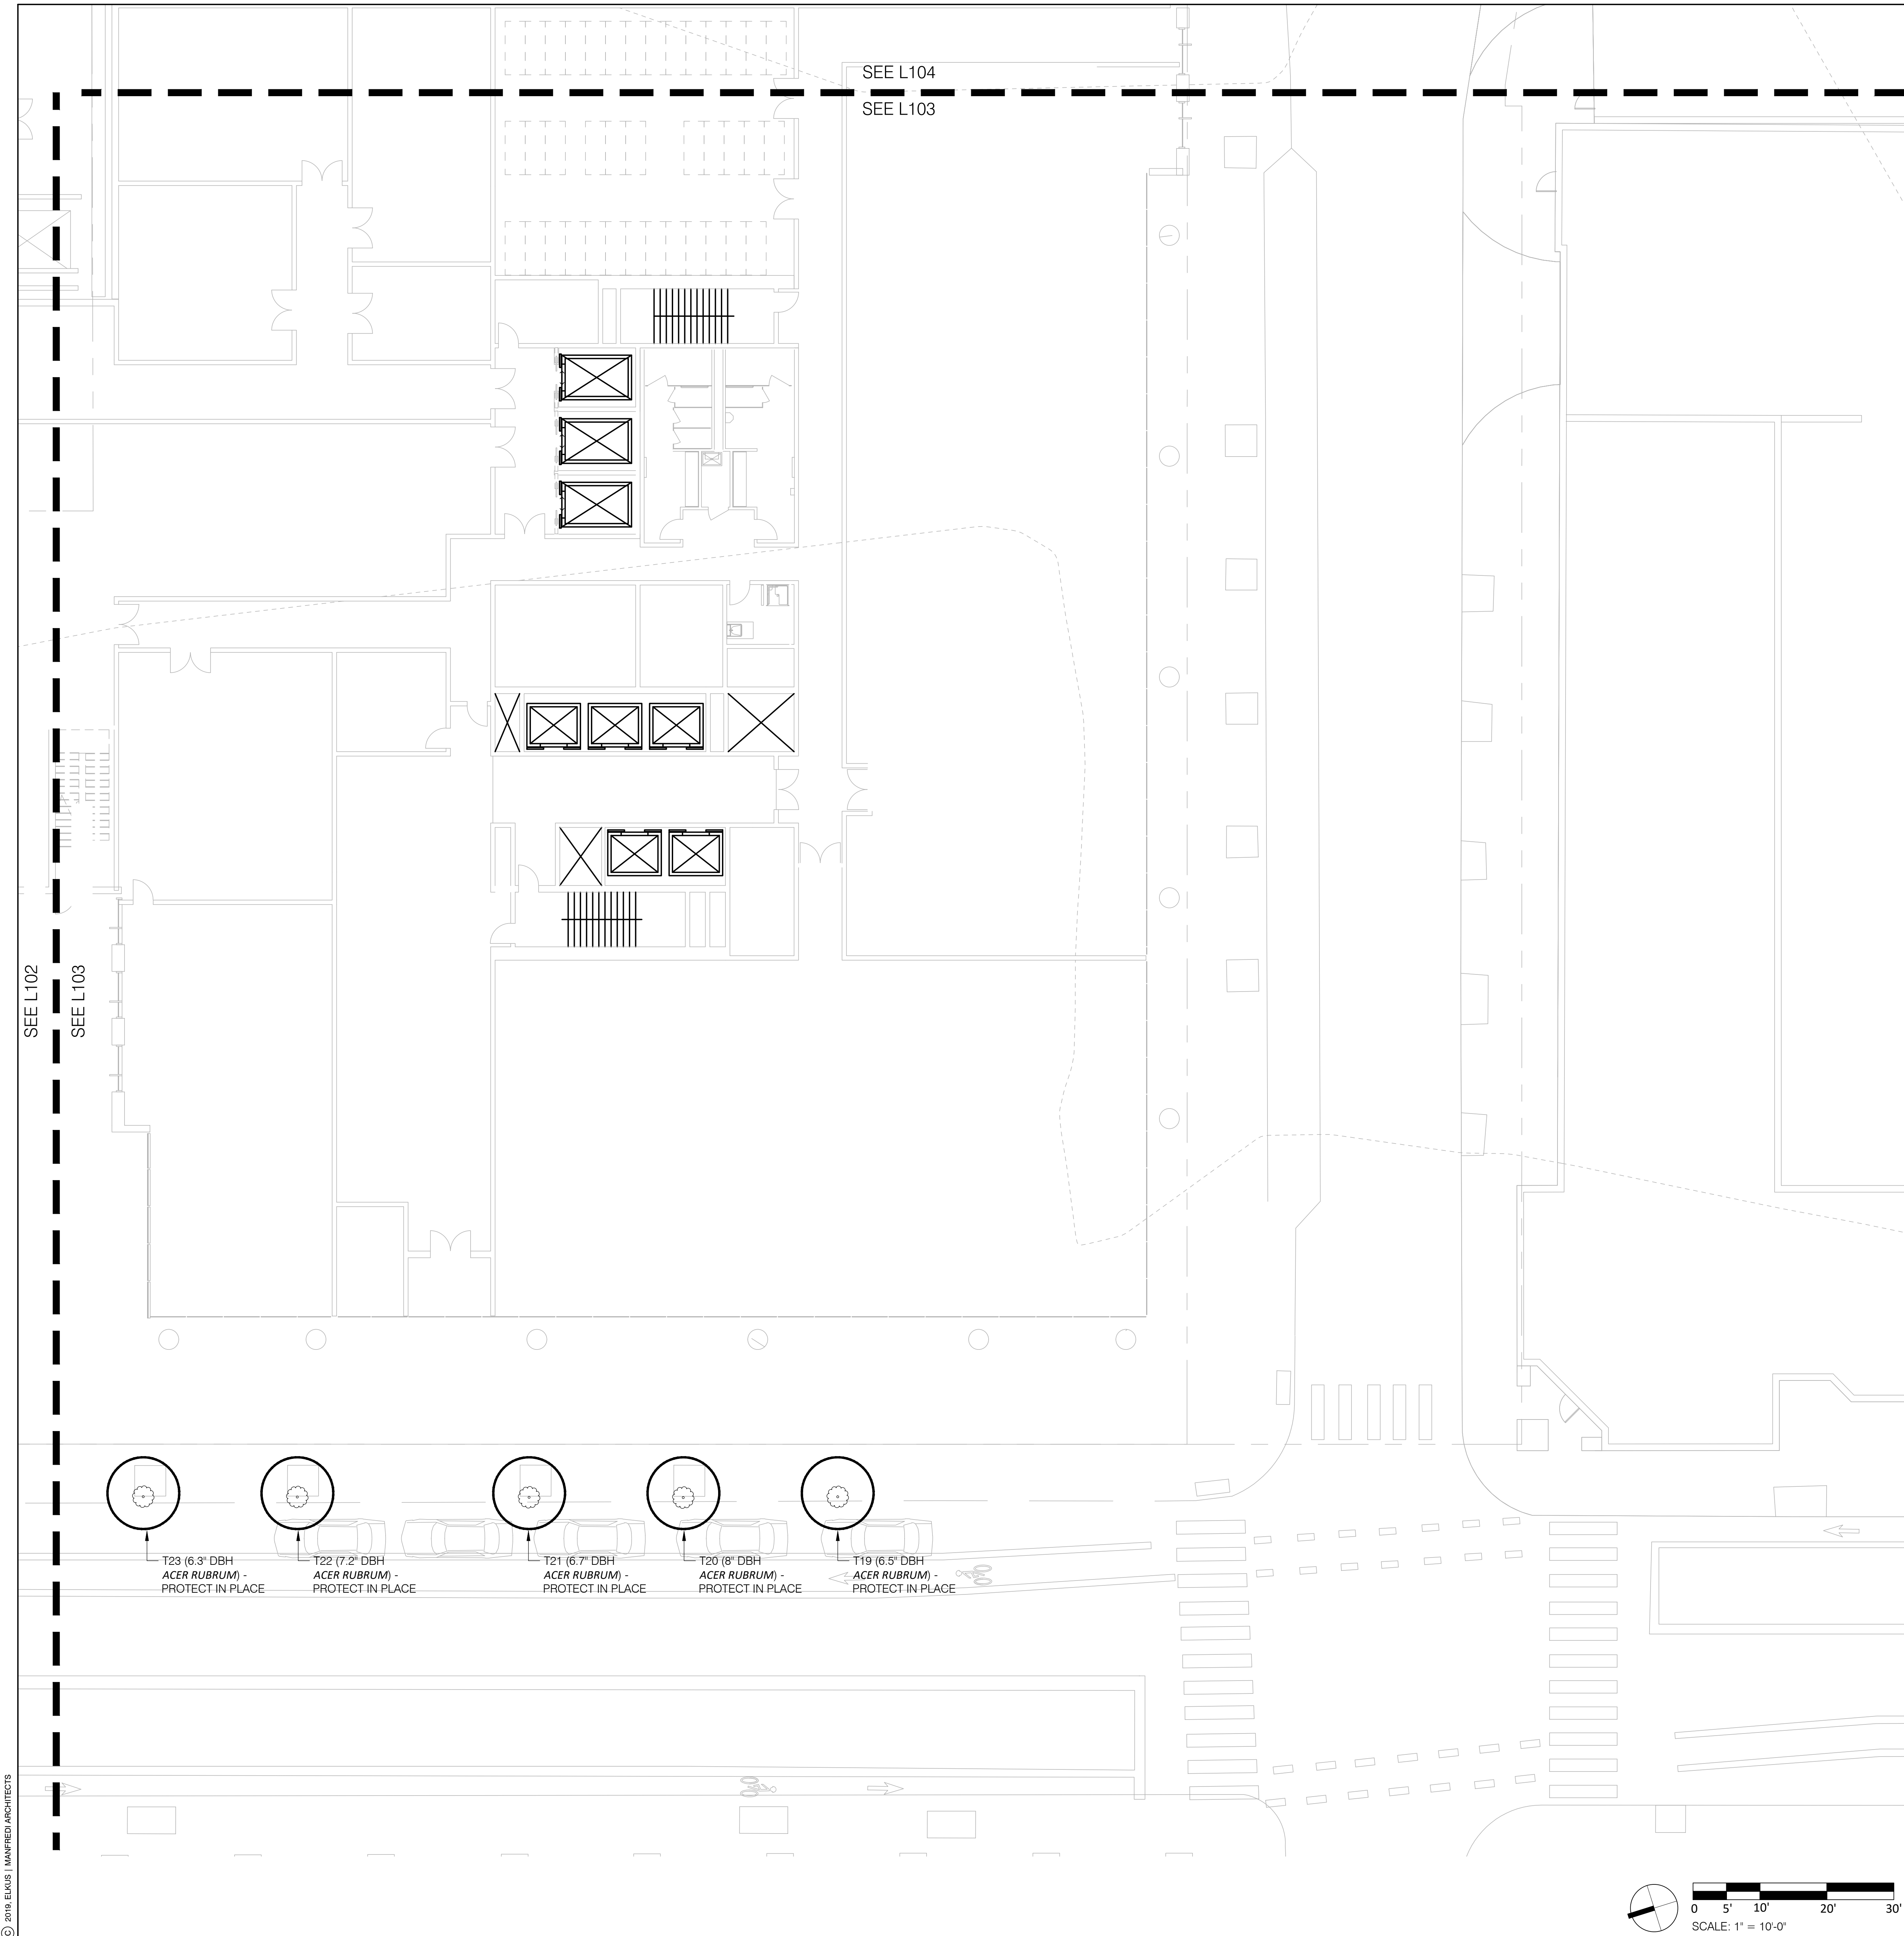 SEE L104
SEE L103
SEE L102
SEE L103
T23 (6.3" DBH
ACER RUBRUM) -
PROTECT IN PLACE
T22 (7.2" DBH
ACER RUBRUM) -
PROTECT IN PLACE
T21 (6.7" DBH
ACER RUBRUM) -
PROTECT IN PLACE
T20 (8" DBH
ACER RUBRUM) -
PROTECT IN PLACE
T19 (6.5" DBH
ACER RUBRUM) -
PROTECT IN PLACE
© 2019, ELKUS | MANFREDI ARCHITECTS
0 5' 10' 20' 30'
SCALE: 1" = 10'-0"